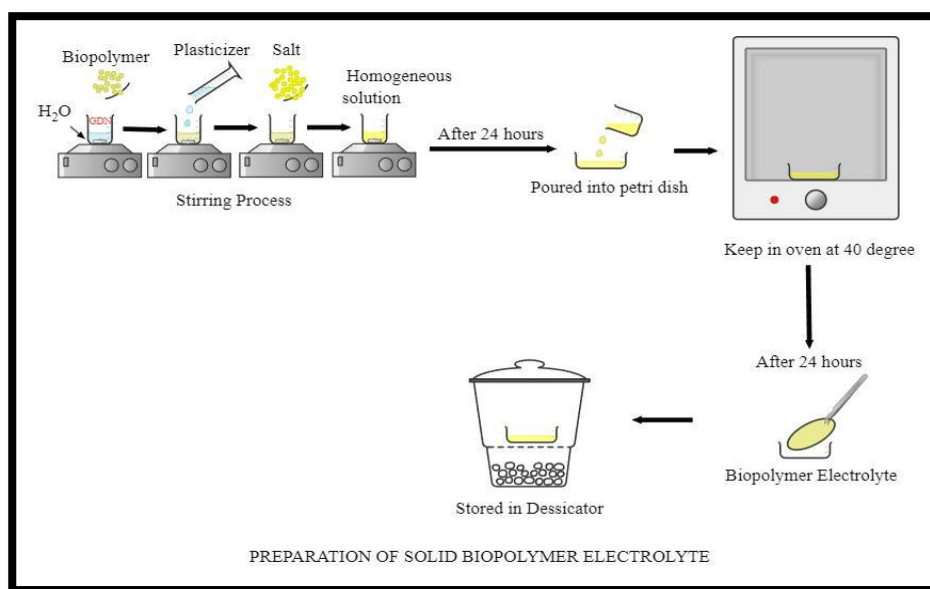 Biopolymer
Plasticizer
Salt
Homogeneous
solution
H₂O
GDN
After 24 hours
Stirring Process
Poured into petri dish
Keep in oven at 40 degree
After 24 hours
Biopolymer Electrolyte
Stored in Dessicator
PREPARATION OF SOLID BIOPOLYMER ELECTROLYTE